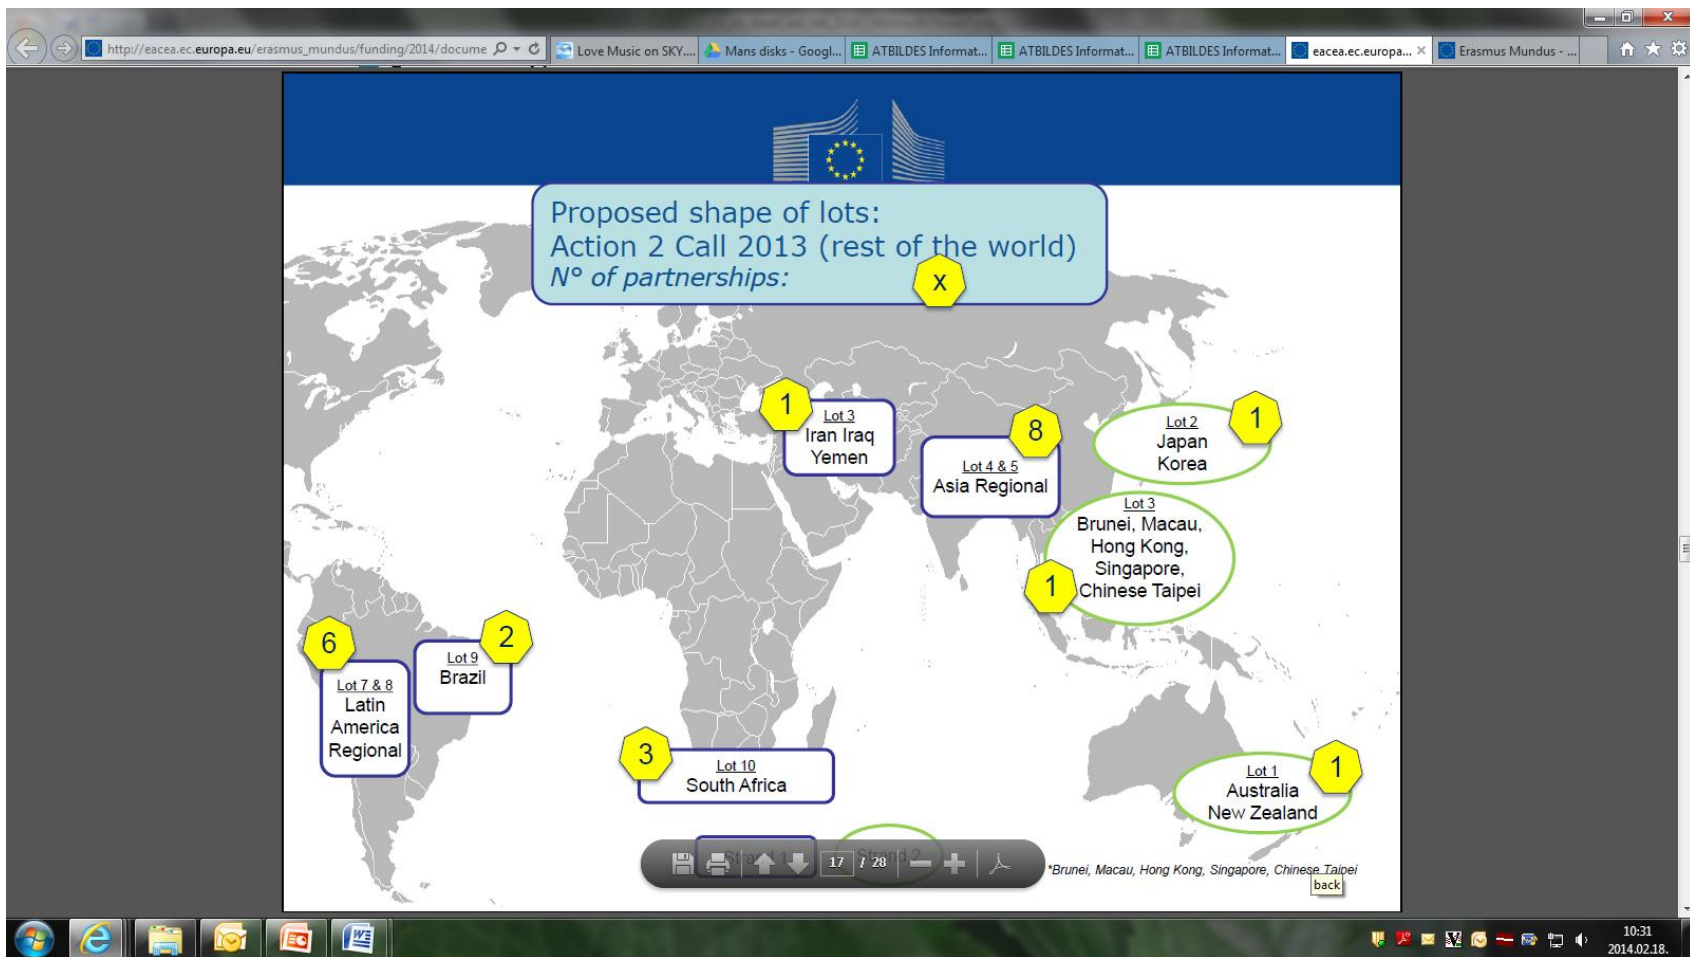 http://eacea.ec.europa.eu/erasmus_mundus/funding/2014/docume
Love Music on SKY....
Mans disks - Googl...
ATBILDES Informat...
ATBILDES Informat...
ATBILDES Informat...
eacea.ec.europa...
Erasmus Mundus - ...
Proposed shape of lots:
Action 2 Call 2013 (rest of the world)
N° of partnerships:
x
1
Lot 3
Iran Iraq
Yemen
8
Lot 4 & 5
Asia Regional
1
Lot 2
Japan
Korea
Lot 3
Brunei, Macau,
Hong Kong,
Singapore,
Chinese Taipei
1
6
Lot 7 & 8
Latin
America
Regional
2
Lot 9
Brazil
3
Lot 10
South Africa
1
Lot 1
Australia
New Zealand
Strand 1
Strand 2
17 / 28
*Brunei, Macau, Hong Kong, Singapore, Chinese Taipei
back
10:31
2014.02.18.